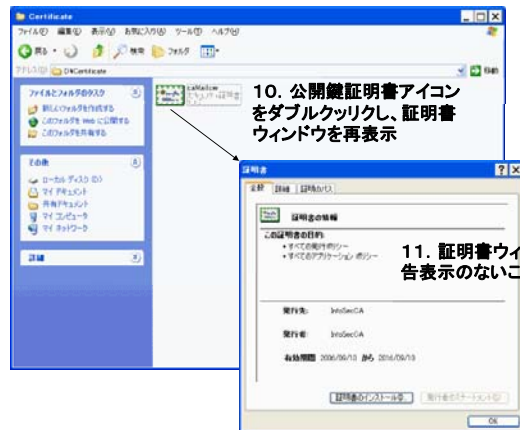 Certificate
ファイル(F) 編集(E) 表示(V) お気に入り(A) ツール(T) ヘルプ(H)
戻る 検索 フォルダ
アドレス(D) D:¥Certificate 移動
ファイルとフォルダのタスク
新しいフォルダを作成する
このフォルダを Web に公開する
このフォルダを共有する
その他
ローカル ディスク (D:)
マイ ドキュメント
共有ドキュメント
マイ コンピュータ
マイ ネットワーク
詳細
10. 公開鍵証明書アイコン
をダブルクッリクし、証明書
ウィンドウを再表示
証明書
全般 詳細 証明のパス
証明書の情報
この証明書の目的:
• すべての発行ポリシー
• すべてのアプリケーション ポリシー
11. 証明書ウィ
告表示のないこ
発行先: InfoSecCA
発行者: InfoSecCA
有効期間 2006/09/13 から 2016/09/13
証明書のインストール(I)... 発行者のステートメント(S)
OK